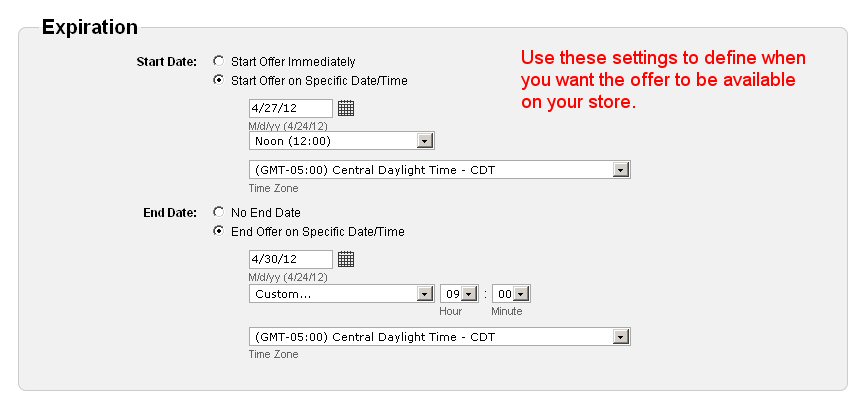 Expiration
Start Date: Start Offer Immediately
Start Offer on Specific Date/Time
Use these settings to define when
you want the offer to be available
on your store.
4/27/12
M/d/yy (4/24/12)
Noon (12:00)
(GMT-05:00) Central Daylight Time - CDT
Time Zone
End Date: No End Date
End Offer on Specific Date/Time
4/30/12
M/d/yy (4/24/12)
Custom... 09 : 00
Hour Minute
(GMT-05:00) Central Daylight Time - CDT
Time Zone